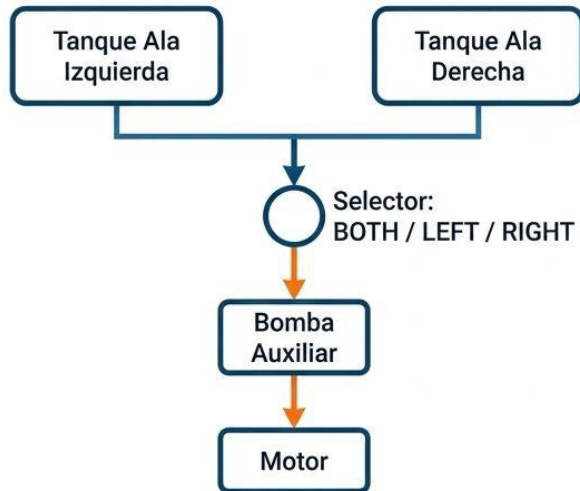 Tanque Ala
Izquierda
Tanque Ala
Derecha
Selector:
BOTH / LEFT / RIGHT
Bomba
Auxiliar
Motor